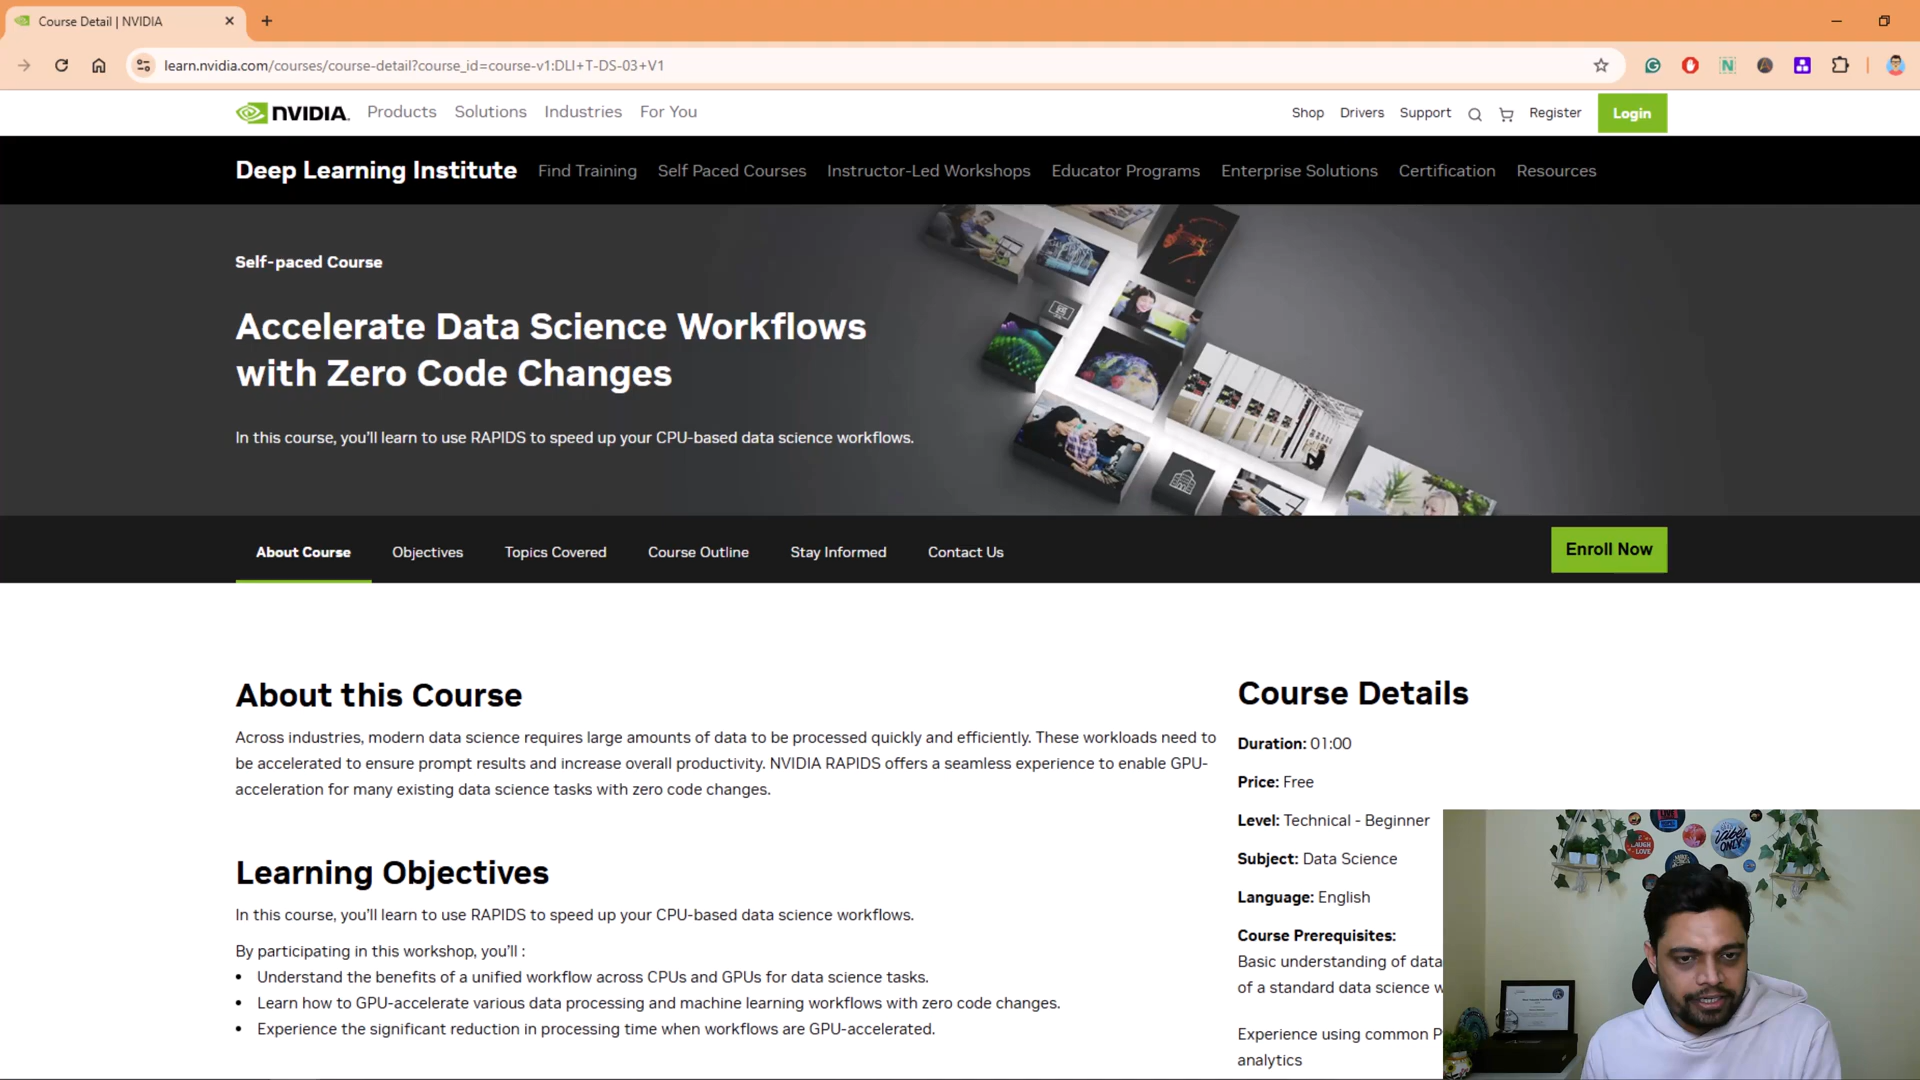 Course Detail | NVIDIA
learn.nvidia.com/courses/course-detail?course_id=course-v1:DLI+T-DS-03+V1
NVIDIA. Products Solutions Industries For You Shop Drivers Support Register Login
Deep Learning Institute Find Training Self Paced Courses Instructor-Led Workshops Educator Programs Enterprise Solutions Certification Resources
Self-paced Course
Accelerate Data Science Workflows
with Zero Code Changes
In this course, you'll learn to use RAPIDS to speed up your CPU-based data science workflows.
About Course Objectives Topics Covered Course Outline Stay Informed Contact Us Enroll Now
About this Course
Across industries, modern data science requires large amounts of data to be processed quickly and efficiently. These workloads need to
be accelerated to ensure prompt results and increase overall productivity. NVIDIA RAPIDS offers a seamless experience to enable GPU-
acceleration for many existing data science tasks with zero code changes.
Learning Objectives
In this course, you'll learn to use RAPIDS to speed up your CPU-based data science workflows.
By participating in this workshop, you'll :
• Understand the benefits of a unified workflow across CPUs and GPUs for data science tasks.
• Learn how to GPU-accelerate various data processing and machine learning workflows with zero code changes.
• Experience the significant reduction in processing time when workflows are GPU-accelerated.
Course Details
Duration: 01:00
Price: Free
Level: Technical - Beginner
Subject: Data Science
Language: English
Course Prerequisites:
Basic understanding of data
of a standard data science w
Experience using common P
analytics
VIBES
ONLY
LAUGH
LOVE